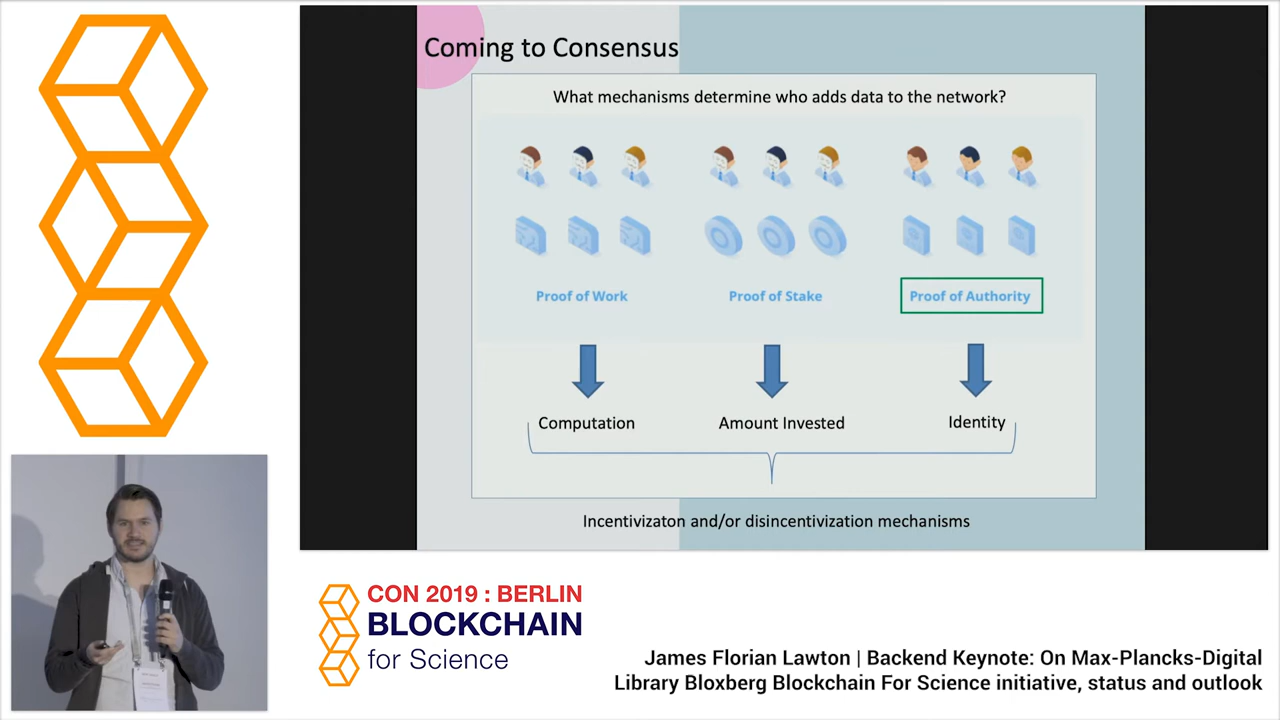 Coming to Consensus
What mechanisms determine who adds data to the network?
Proof of Work
Proof of Stake
Proof of Authority
Computation
Amount Invested
Identity
Incentivizaton and/or disincentivization mechanisms
CON 2019 : BERLIN
BLOCKCHAIN
for Science
James Florian Lawton | Backend Keynote: On Max-Plancks-Digital
Library Bloxberg Blockchain For Science initiative, status and outlook